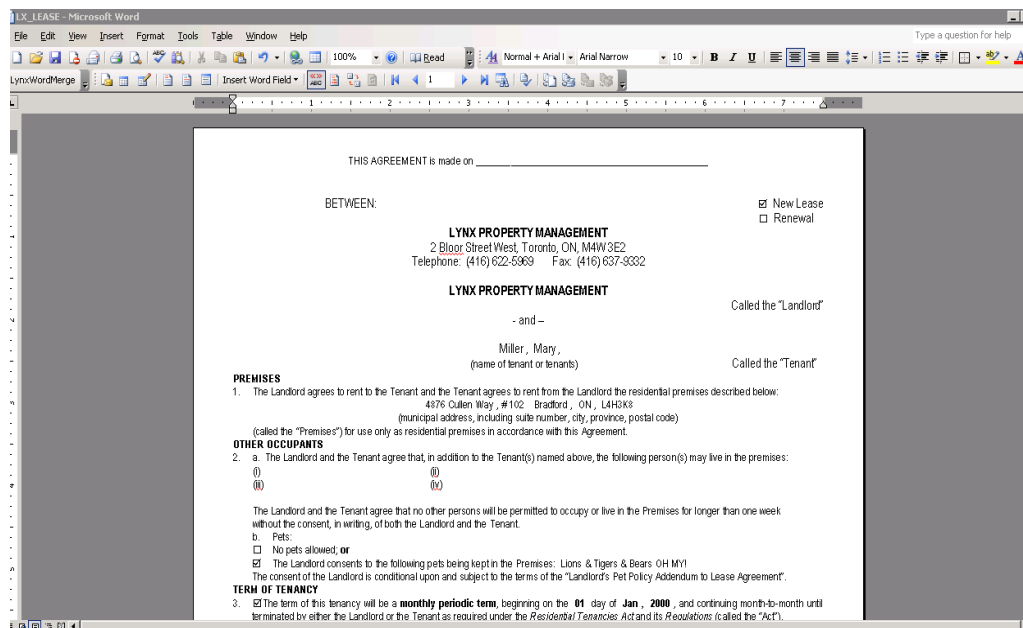 LX_LEASE - Microsoft Word
File Edit View Insert Format Tools Table Window Help Type a question for help
100% Read Normal + Arial Arial Narrow 10 B I U
LynxWordMerge Insert Word Field 1
1 2 3 4 5 6 7
THIS AGREEMENT is made on
BETWEEN:
☑ New Lease
☐ Renewal
LYNX PROPERTY MANAGEMENT
2 Bloor Street West, Toronto, ON, M4W 3E2
Telephone: (416) 622-5969 Fax: (416) 637-9332
LYNX PROPERTY MANAGEMENT
Called the "Landlord"
- and –
Miller , Mary ,
(name of tenant or tenants) Called the "Tenant"
PREMISES
1. The Landlord agrees to rent to the Tenant and the Tenant agrees to rent from the Landlord the residential premises described below:
4876 Cullen Way , #102 Bradford , ON , L4H3K8
(municipal address, including suite number, city, province, postal code)
(called the "Premises") for use only as residential premises in accordance with this Agreement.
OTHER OCCUPANTS
2. a. The Landlord and the Tenant agree that, in addition to the Tenant(s) named above, the following person(s) may live in the premises:
(i) (ii)
(iii) (iv)
The Landlord and the Tenant agree that no other persons will be permitted to occupy or live in the Premises for longer than one week
without the consent, in writing, of both the Landlord and the Tenant.
b. Pets:
☐ No pets allowed; or
☑ The Landlord consents to the following pets being kept in the Premises: Lions & Tigers & Bears OH MY!
The consent of the Landlord is conditional upon and subject to the terms of the "Landlord's Pet Policy Addendum to Lease Agreement".
TERM OF TENANCY
3. ☑The term of this tenancy will be a monthly periodic term, beginning on the 01 day of Jan , 2000 , and continuing month-to-month until
terminated by either the Landlord or the Tenant as required under the Residential Tenancies Act and its Regulations (called the "Act").